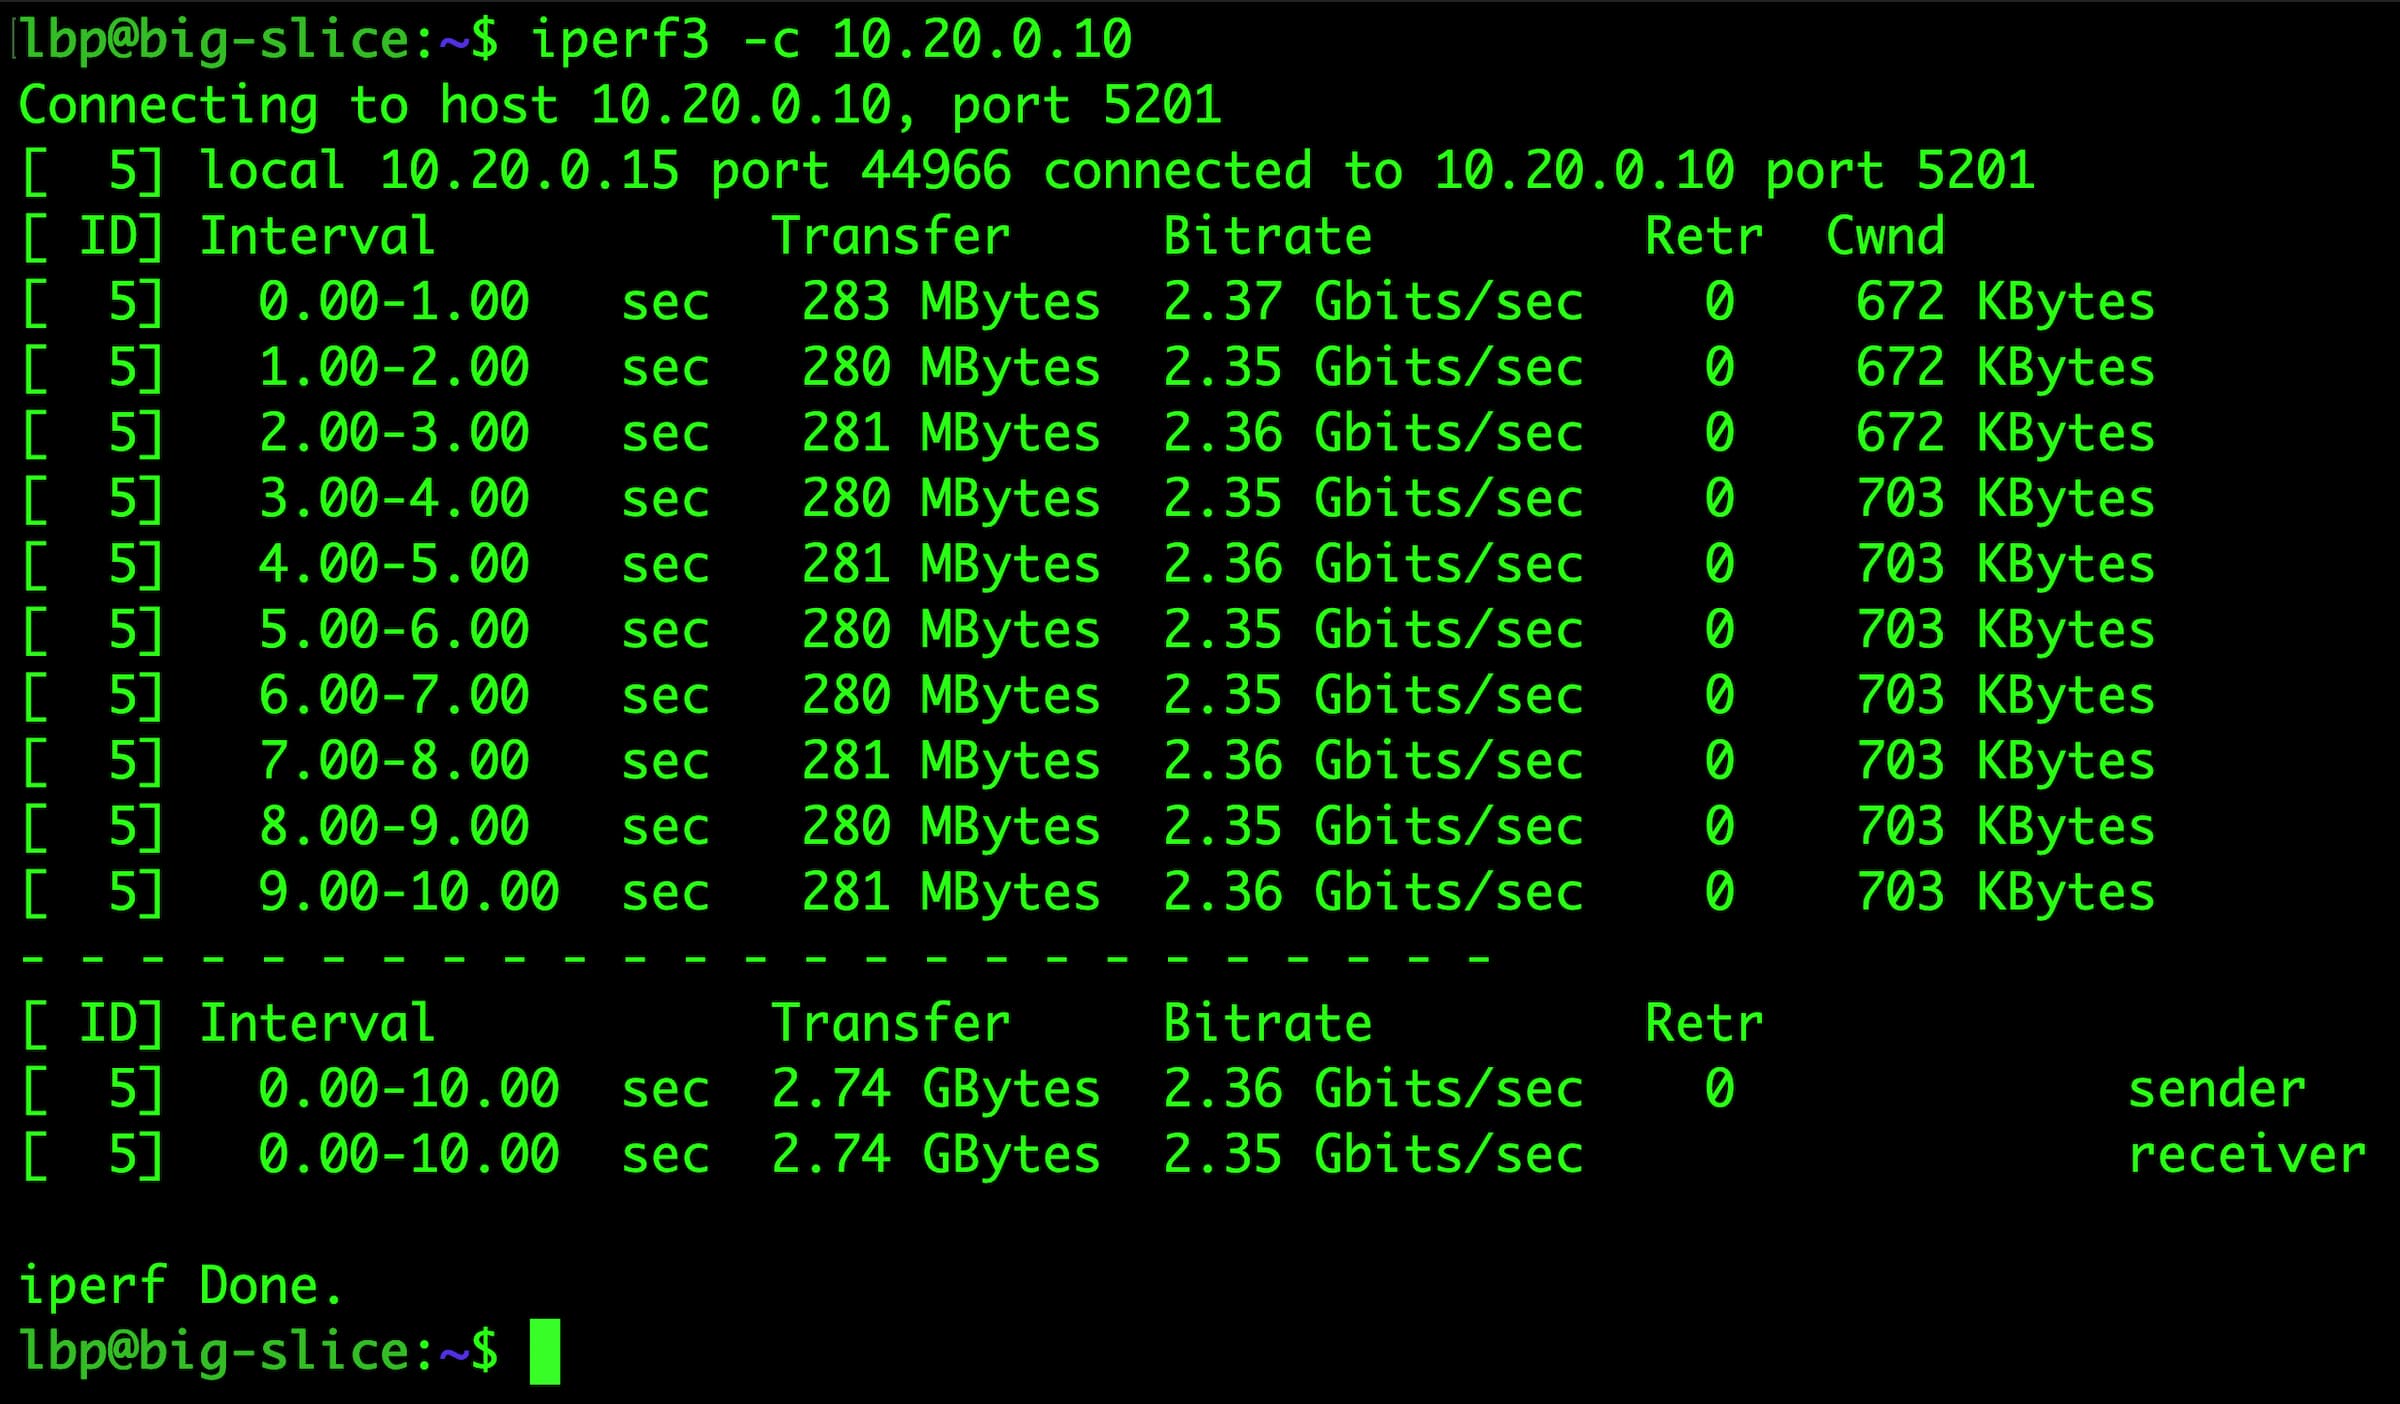 lbp@big-slice:~$ iperf3 -c 10.20.0.10
Connecting to host 10.20.0.10, port 5201
[  5] local 10.20.0.15 port 44966 connected to 10.20.0.10 port 5201
[ ID] Interval           Transfer     Bitrate         Retr  Cwnd
[  5]   0.00-1.00   sec   283 MBytes  2.37 Gbits/sec    0    672 KBytes
[  5]   1.00-2.00   sec   280 MBytes  2.35 Gbits/sec    0    672 KBytes
[  5]   2.00-3.00   sec   281 MBytes  2.36 Gbits/sec    0    672 KBytes
[  5]   3.00-4.00   sec   280 MBytes  2.35 Gbits/sec    0    703 KBytes
[  5]   4.00-5.00   sec   281 MBytes  2.36 Gbits/sec    0    703 KBytes
[  5]   5.00-6.00   sec   280 MBytes  2.35 Gbits/sec    0    703 KBytes
[  5]   6.00-7.00   sec   280 MBytes  2.35 Gbits/sec    0    703 KBytes
[  5]   7.00-8.00   sec   281 MBytes  2.36 Gbits/sec    0    703 KBytes
[  5]   8.00-9.00   sec   280 MBytes  2.35 Gbits/sec    0    703 KBytes
[  5]   9.00-10.00  sec   281 MBytes  2.36 Gbits/sec    0    703 KBytes
- - - - - - - - - - - - - - - - - - - - - - - - -
[ ID] Interval           Transfer     Bitrate         Retr
[  5]   0.00-10.00  sec  2.74 GBytes  2.36 Gbits/sec    0             sender
[  5]   0.00-10.00  sec  2.74 GBytes  2.35 Gbits/sec                  receiver
iperf Done.
lbp@big-slice:~$